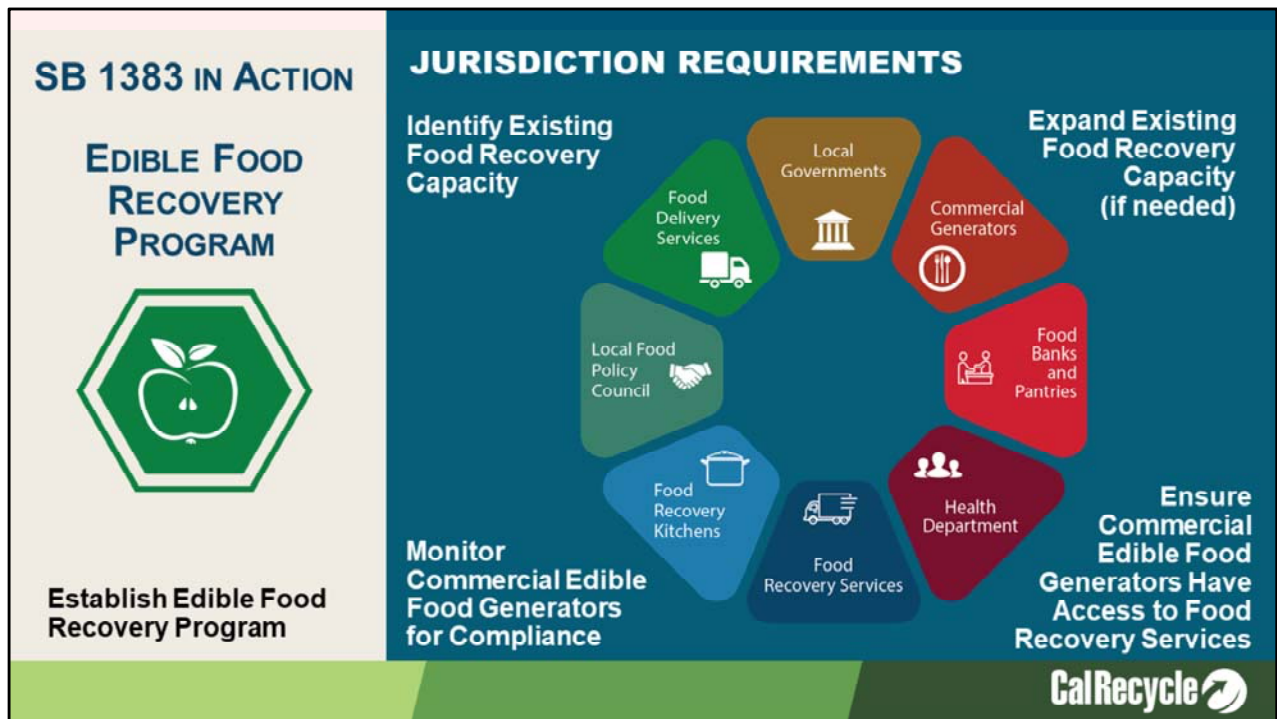 SB 1383 IN ACTION
EDIBLE FOOD
RECOVERY
PROGRAM
Establish Edible Food
Recovery Program
JURISDICTION REQUIREMENTS
Identify Existing
Food Recovery
Capacity
Expand Existing
Food Recovery
Capacity
(if needed)
Local
Governments
Commercial
Generators
Food
Banks
and
Pantries
Health
Department
Food
Recovery Services
Food
Recovery
Kitchens
Local Food
Policy
Council
Food
Delivery
Services
Monitor
Commercial Edible
Food Generators
for Compliance
Ensure
Commercial
Edible Food
Generators Have
Access to Food
Recovery Services
CalRecycle